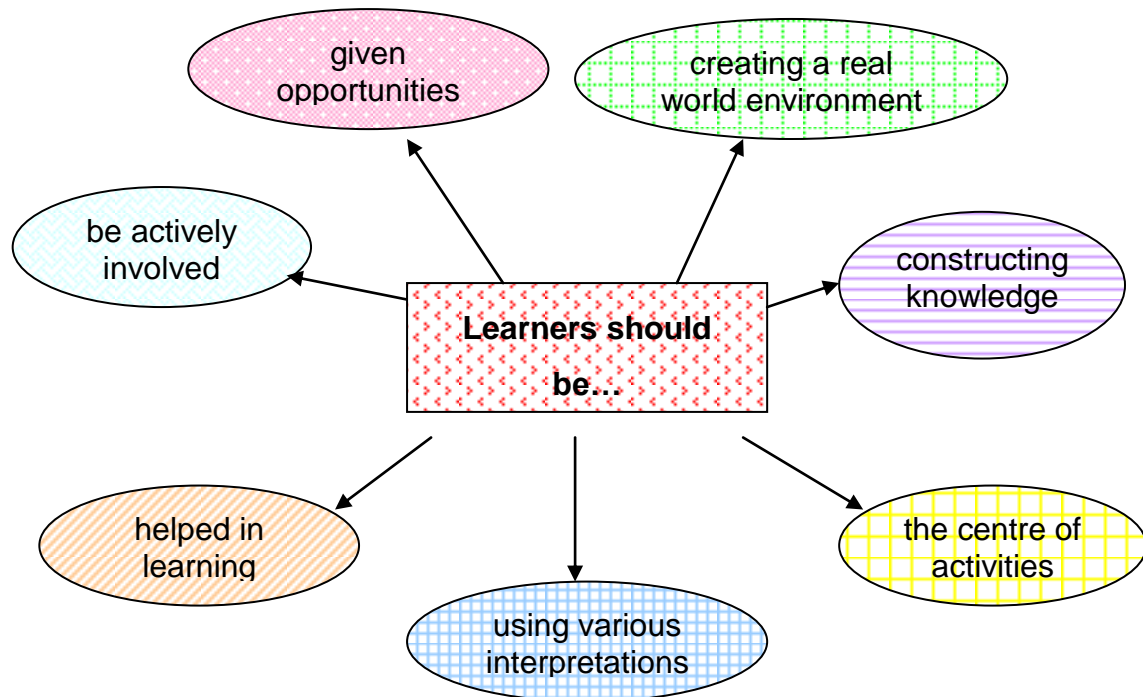 given
opportunities
creating a real
world environment
be actively
involved
constructing
knowledge
Learners should
be…
helped in
learning
the centre of
activities
using various
interpretations